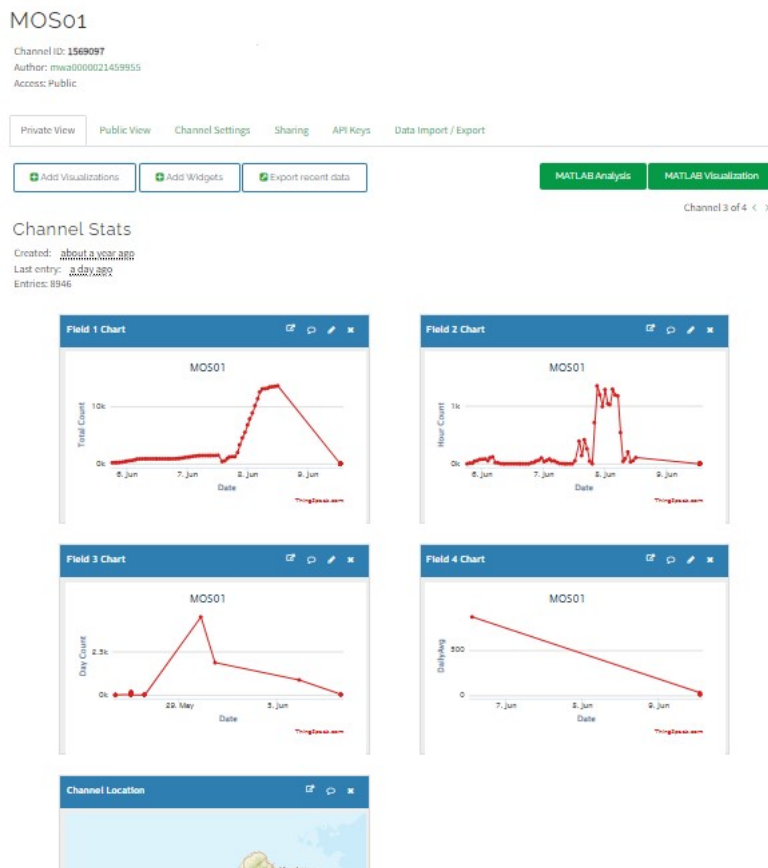 MOS01
Channel ID: 1569097
Author: mwa0000021459955
Access: Public
Private View Public View Channel Settings Sharing API Keys Data Import / Export
Add Visualizations Add Widgets Export recent data MATLAB Analysis MATLAB Visualization
Channel 3 of 4 < >
Channel Stats
Created: about a year ago
Last entry: a day ago
Entries: 8946
Field 1 Chart
MOS01
Total Count
10k
0k
6. Jun 7. Jun 8. Jun 9. Jun
Date
ThingSpeak.com
Field 2 Chart
MOS01
Hour Count
1k
0k
6. Jun 7. Jun 8. Jun 9. Jun
Date
ThingSpeak.com
Field 3 Chart
MOS01
Day Count
2.5k
0k
29. May 5. Jun
Date
ThingSpeak.com
Field 4 Chart
MOS01
DailyAvg
500
0
7. Jun 8. Jun 9. Jun
Date
ThingSpeak.com
Channel Location